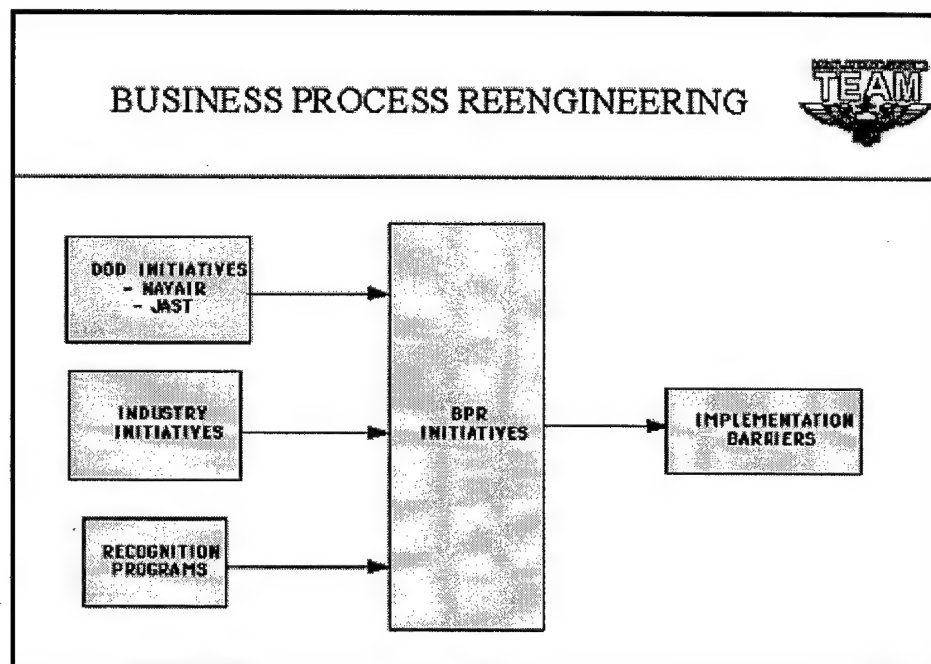 BUSINESS PROCESS REENGINEERING
TEAM
DOD INITIATIVES
- NAVAIR
- JAST
INDUSTRY
INITIATIVES
RECOGNITION
PROGRAMS
BPR
INITIATIVES
IMPLEMENTATION
BARRIERS